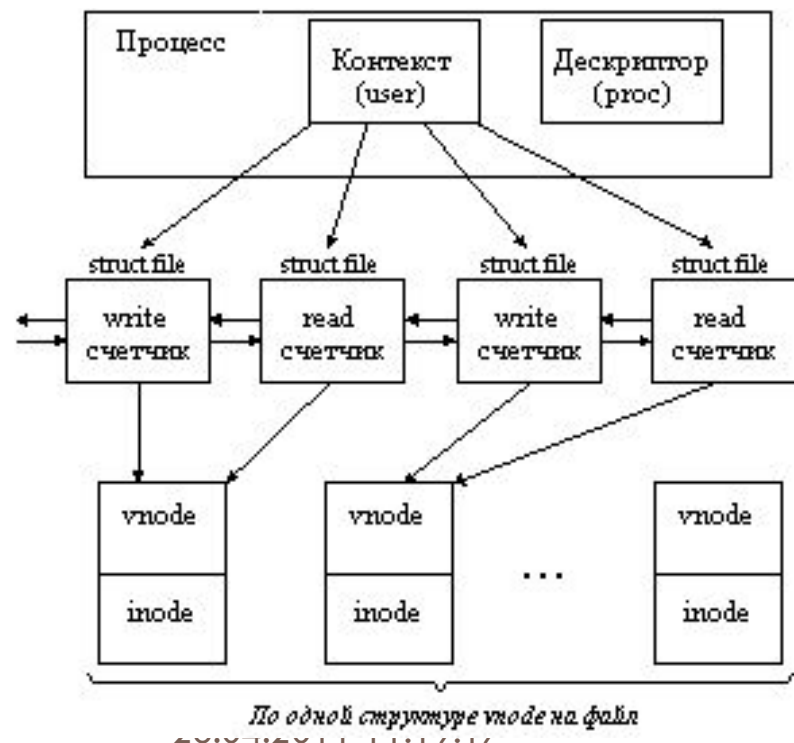 Процесс
Контекст
(user)
Дескриптор
(proc)
struct file
struct file
struct file
struct file
write
счетчик
read
счетчик
write
счетчик
read
счетчик
vnode
vnode
...
vnode
inode
inode
inode
По одной структуре vnode на файл